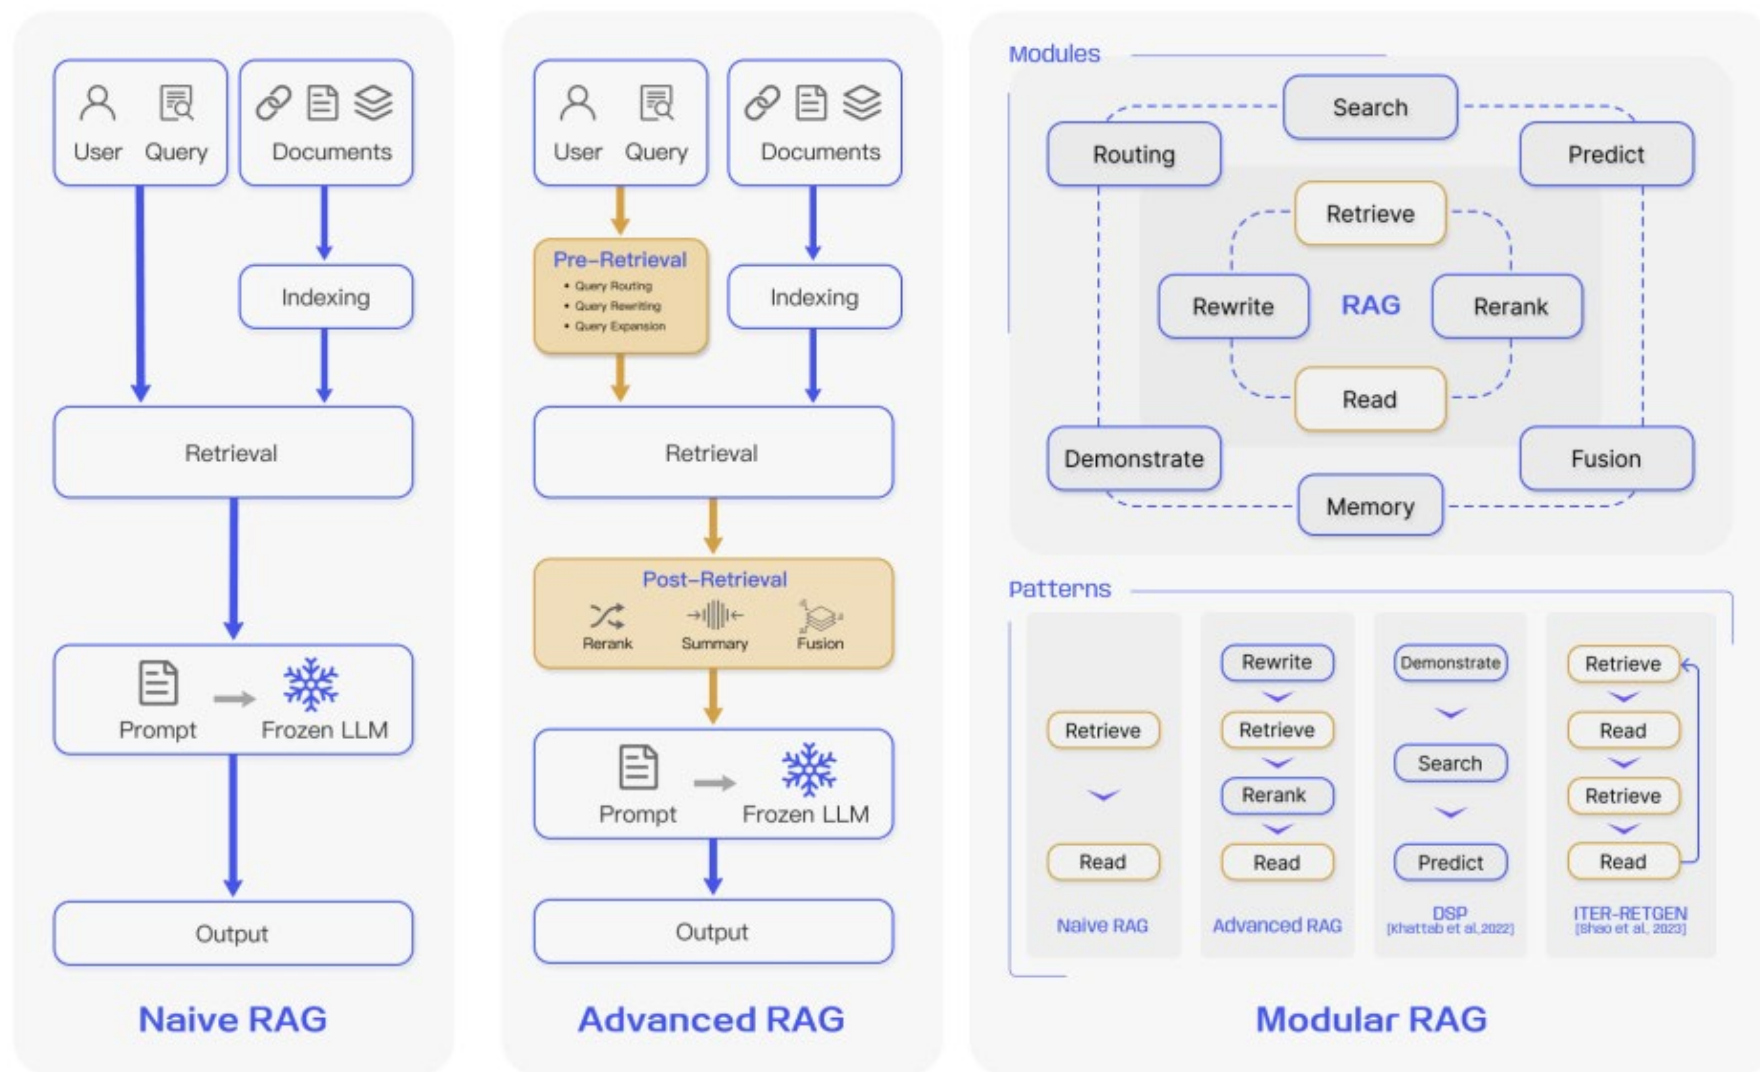 User Query
Documents
Indexing
Retrieval
Prompt
Frozen LLM
Output
Naive RAG
User Query
Documents
Pre-Retrieval
• Query Routing
• Query Rewriting
• Query Expansion
Indexing
Retrieval
Post-Retrieval
Rerank
Summary
Fusion
Prompt
Frozen LLM
Output
Advanced RAG
Modules
Search
Routing
Predict
Retrieve
Rewrite
RAG
Rerank
Read
Demonstrate
Fusion
Memory
Patterns
Retrieve
Read
Naive RAG
Rewrite
Retrieve
Rerank
Read
Advanced RAG
Demonstrate
Search
Predict
DSP
[Khattab et al.,2022]
Retrieve
Read
Retrieve
Read
ITER-RETGEN
[Shao et al., 2023]
Modular RAG